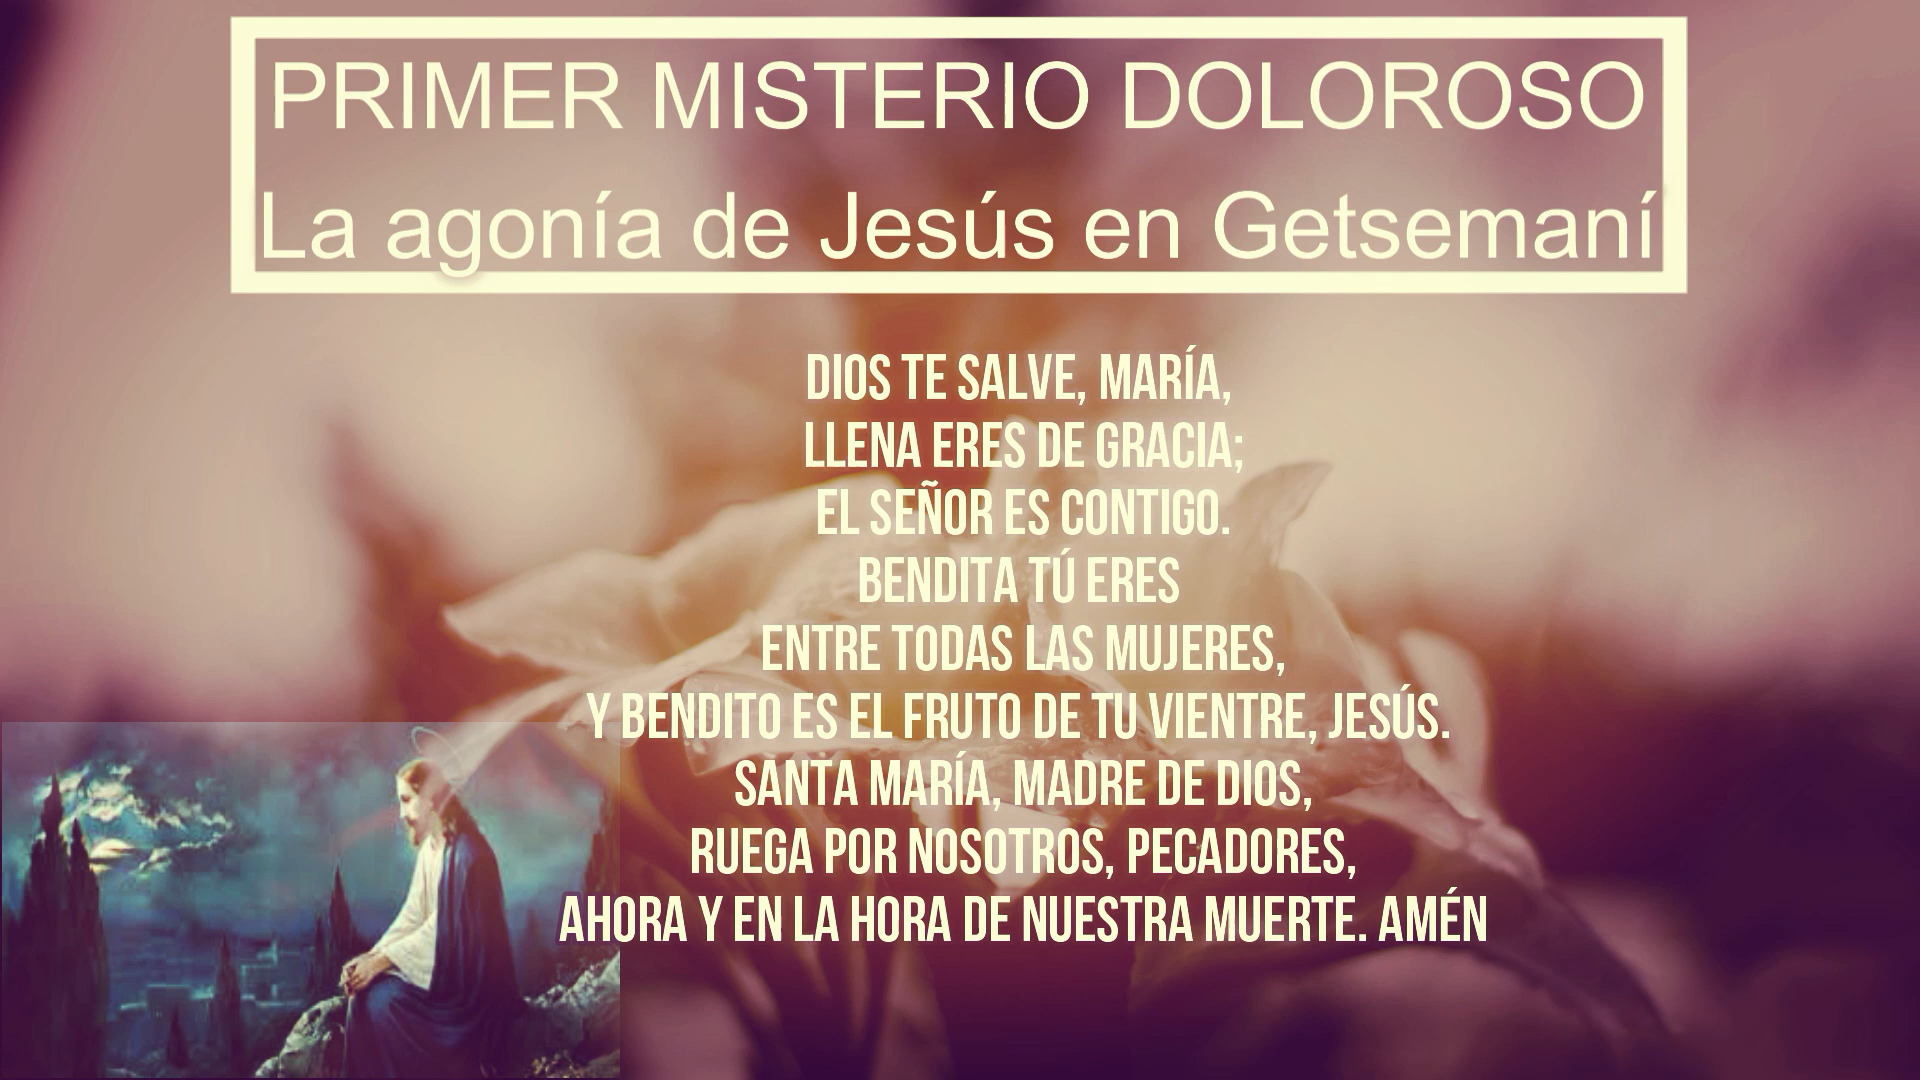 PRIMER MISTERIO DOLOROSO
La agonía de Jesús en Getsemaní
DIOS TE SALVE, MARÍA,
LLENA ERES DE GRACIA;
EL SEÑOR ES CONTIGO.
BENDITA TÚ ERES
ENTRE TODAS LAS MUJERES,
Y BENDITO ES EL FRUTO DE TU VIENTRE, JESÚS.
SANTA MARÍA, MADRE DE DIOS,
RUEGA POR NOSOTROS, PECADORES,
AHORA Y EN LA HORA DE NUESTRA MUERTE. AMÉN